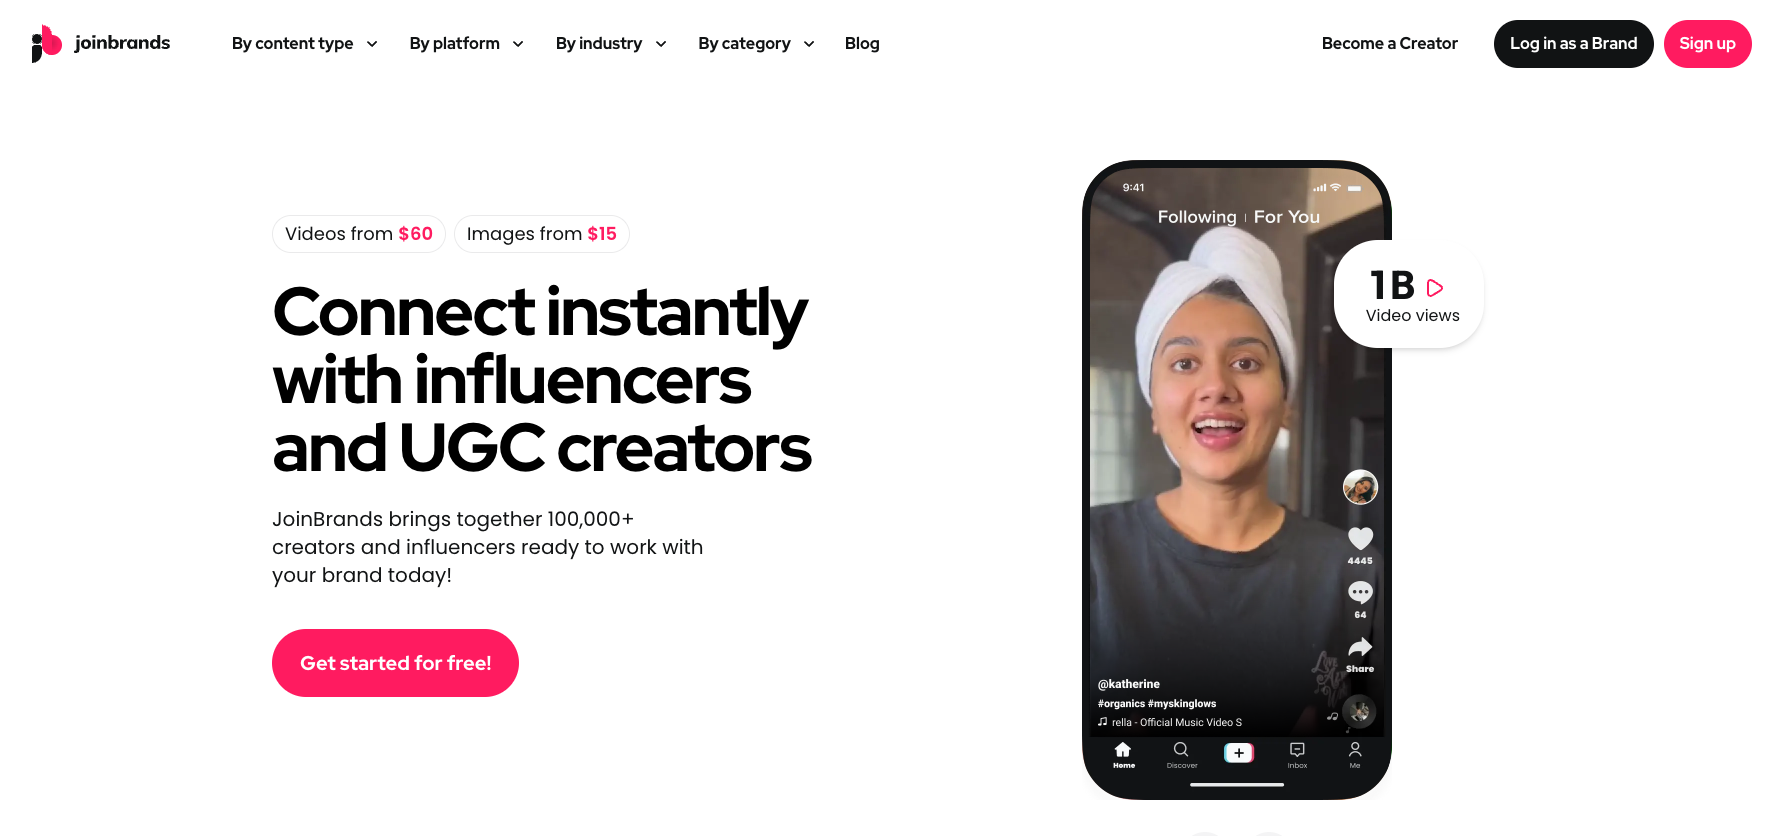 joinbrands
By content type
By platform
By industry
By category
Blog
Become a Creator
Log in as a Brand
Sign up
Videos from $60
Images from $15
Connect instantly
with influencers
and UGC creators
JoinBrands brings together 100,000+
creators and influencers ready to work with
your brand today!
Get started for free!
9:41
Following
For You
1B
Video views
4445
64
Share
@katherine
#organics #myskinglows
rella - Official Music Video S
Home
Discover
Inbox
Me